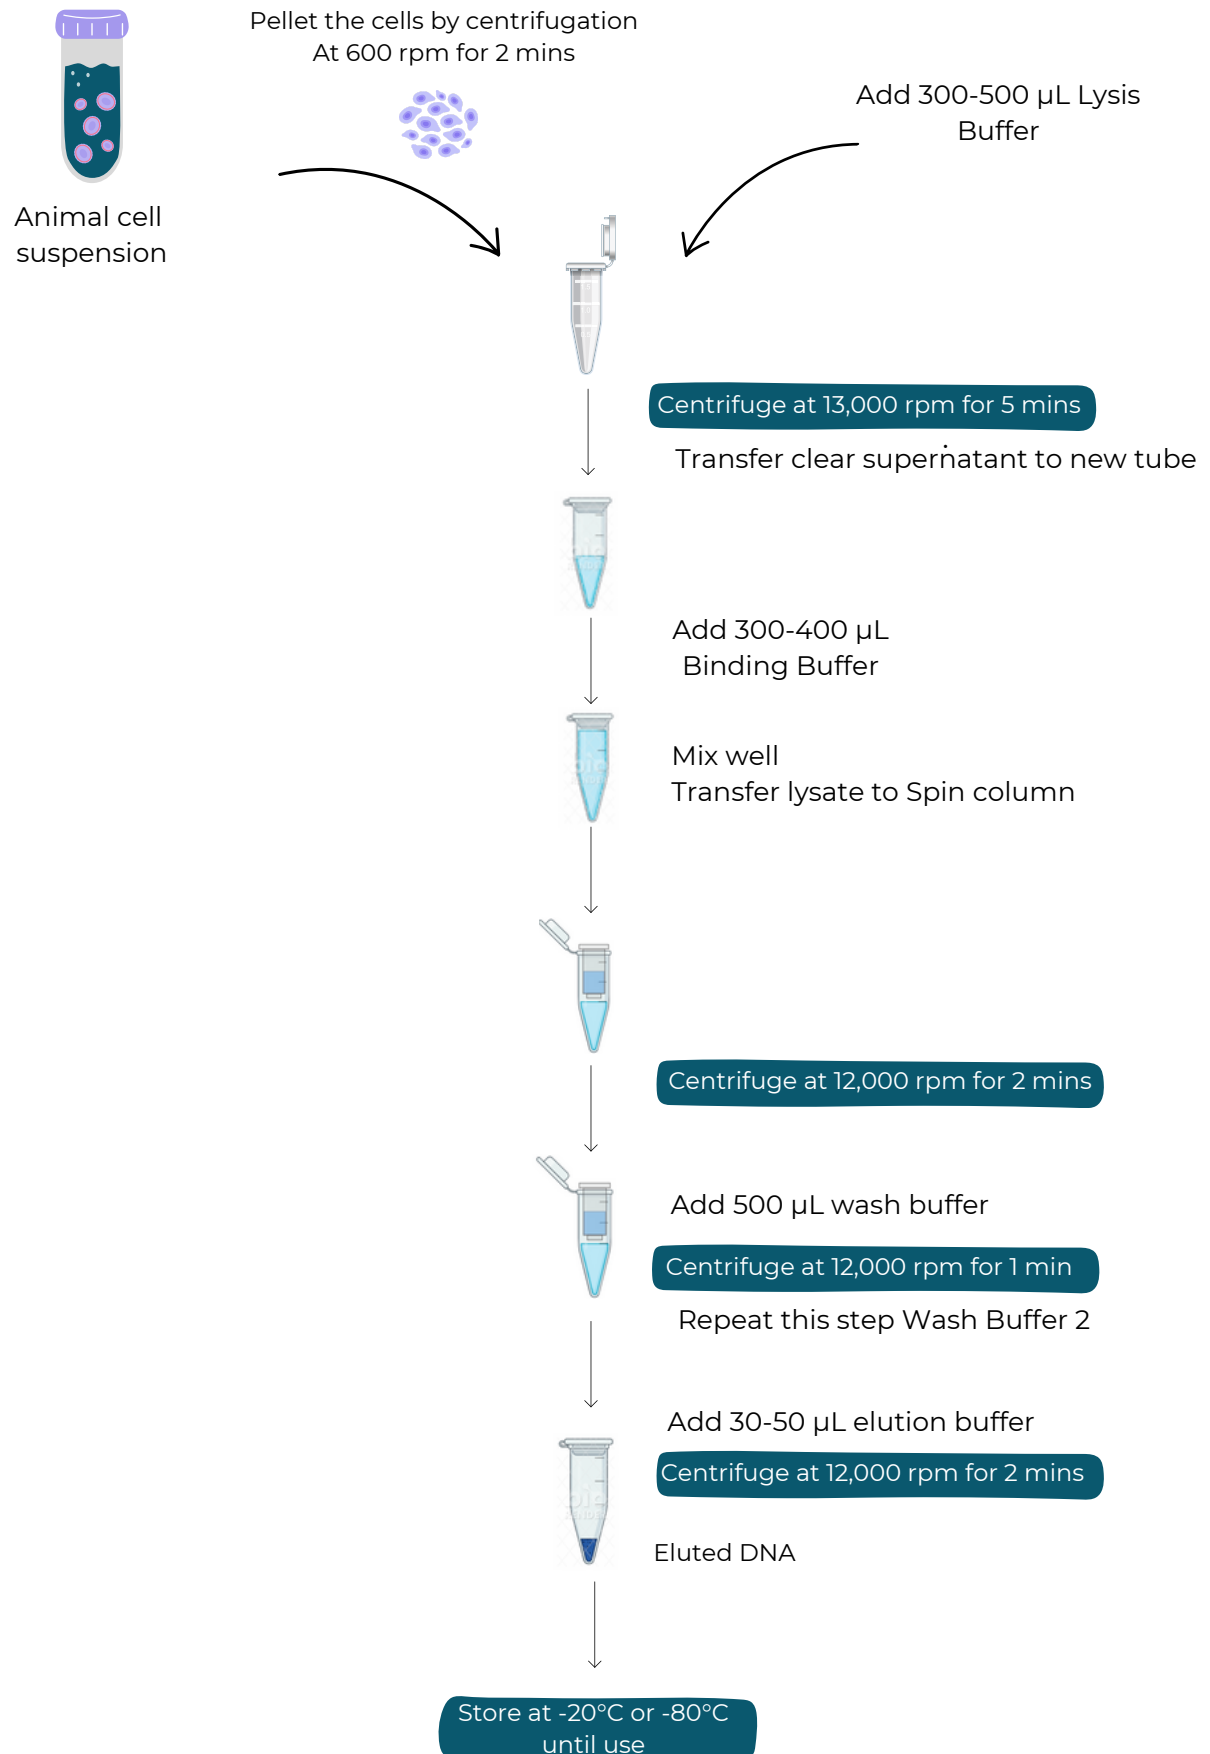 Pellet the cells by centrifugation
At 600 rpm for 2 mins
Add 300-500 µL Lysis
Buffer
Animal cell
suspension
Centrifuge at 13,000 rpm for 5 mins
Transfer clear supernatant to new tube
Add 300-400 µL
Binding Buffer
Mix well
Transfer lysate to Spin column
Centrifuge at 12,000 rpm for 2 mins
Add 500 µL wash buffer
Centrifuge at 12,000 rpm for 1 min
Repeat this step Wash Buffer 2
Add 30-50 µL elution buffer
Centrifuge at 12,000 rpm for 2 mins
Eluted DNA
Store at -20°C or -80°C
until use